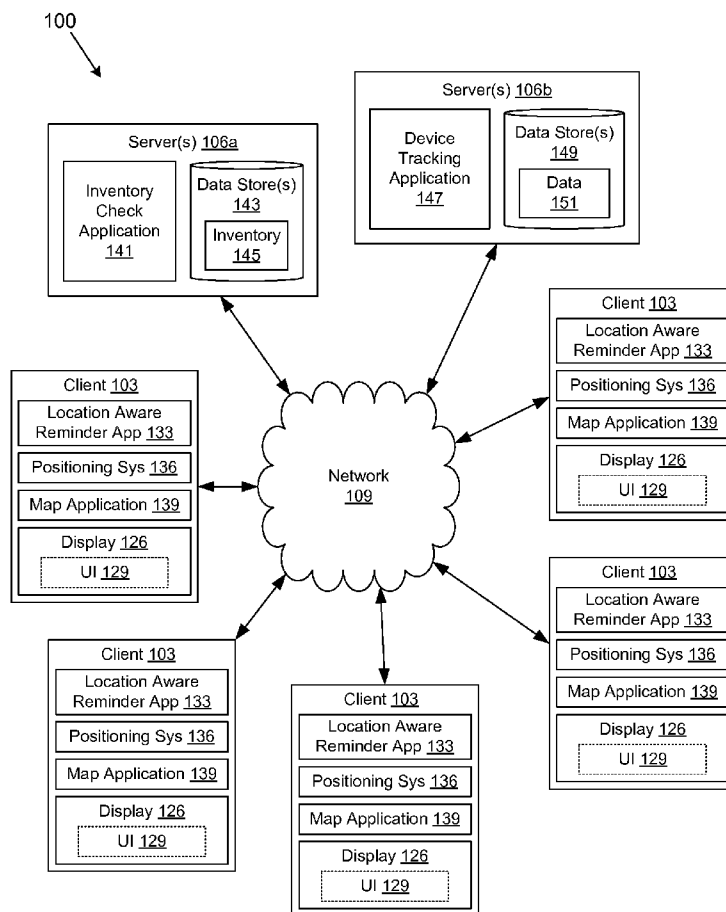 100
Server(s) 106a
Inventory
Check
Application
141
Data Store(s)
143
Inventory
145
Server(s) 106b
Device
Tracking
Application
147
Data Store(s)
149
Data
151
Client 103
Location Aware
Reminder App 133
Positioning Sys 136
Map Application 139
Display 126
UI 129
Client 103
Location Aware
Reminder App 133
Positioning Sys 136
Map Application 139
Display 126
UI 129
Network
109
Client 103
Location Aware
Reminder App 133
Positioning Sys 136
Map Application 139
Display 126
UI 129
Client 103
Location Aware
Reminder App 133
Positioning Sys 136
Map Application 139
Display 126
UI 129
Client 103
Location Aware
Reminder App 133
Positioning Sys 136
Map Application 139
Display 126
UI 129